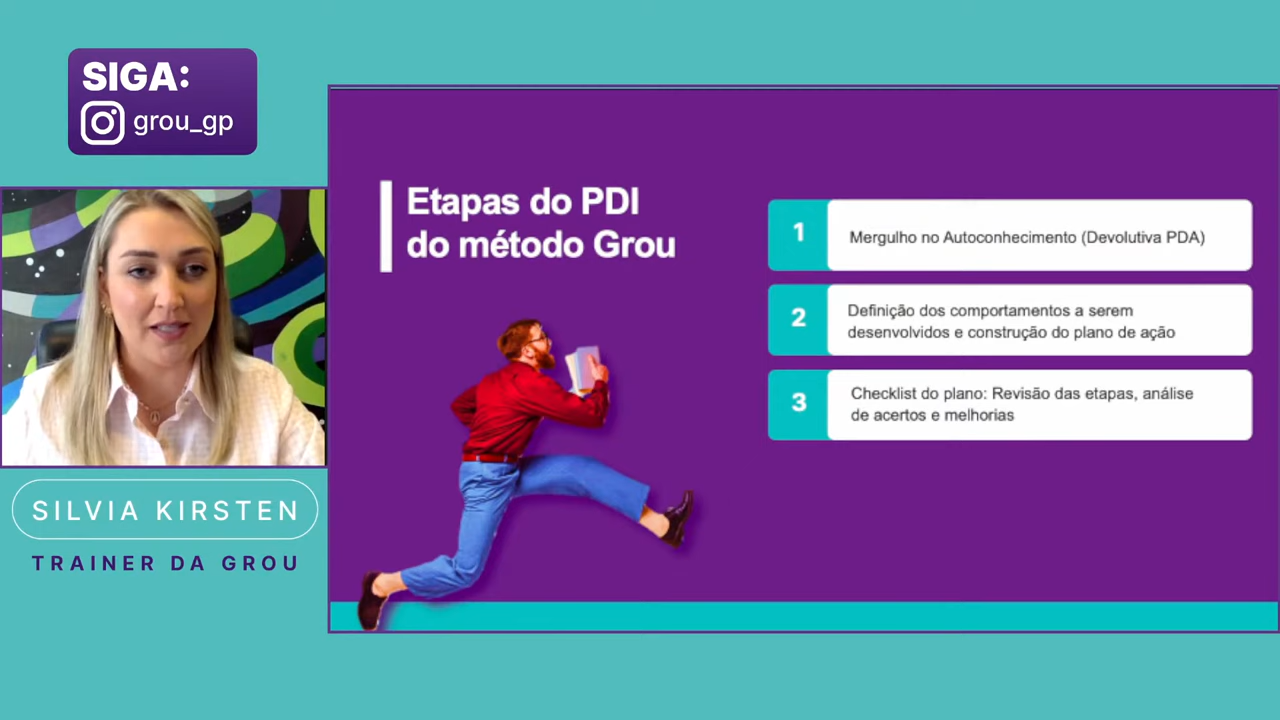 SIGA:
grou_gp
SILVIA KIRSTEN
TRAINER DA GROU
Etapas do PDI
do método Grou
1
Mergulho no Autoconhecimento (Devolutiva PDA)
2
Definição dos comportamentos a serem
desenvolvidos e construção do plano de ação
3
Checklist do plano: Revisão das etapas, análise
de acertos e melhorias